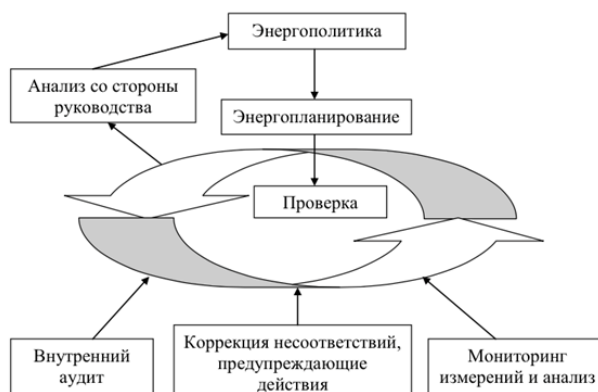 Энергополитика
Анализ со стороны
руководства
Энергопланирование
Проверка
Внутренний
аудит
Коррекция несоответствий,
предупреждающие
действия
Мониторинг
измерений и анализ